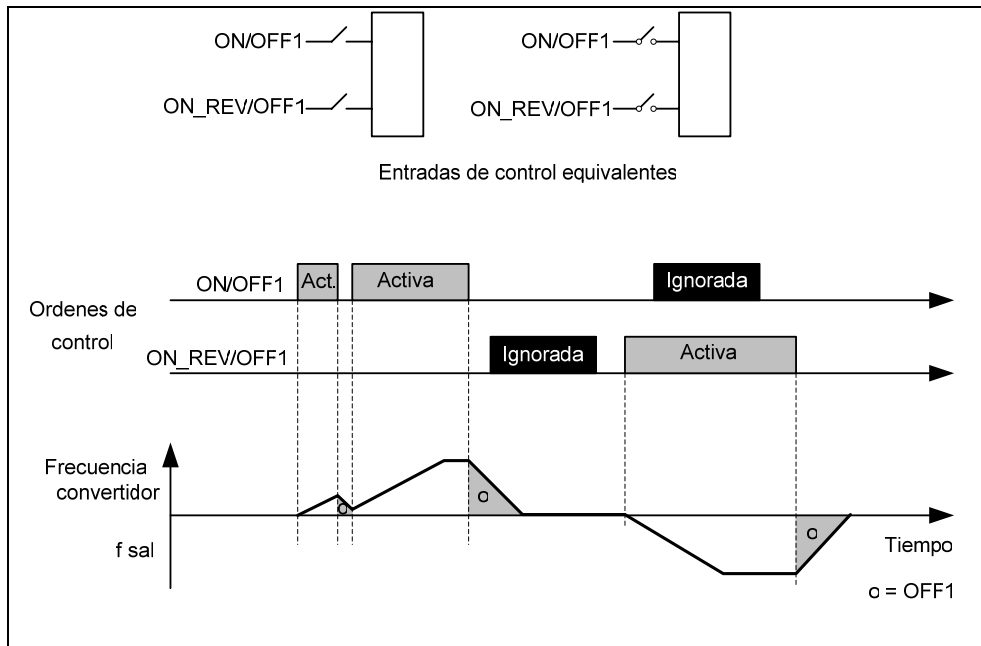 ON/OFF1
ON/OFF1
ON_REV/OFF1
ON_REV/OFF1
Entradas de control equivalentes
Ordenes de
control
ON/OFF1
Act.
Activa
Ignorada
ON_REV/OFF1
Ignorada
Activa
Frecuencia
convertidor
f sal
o
o
o
Tiempo
o = OFF1